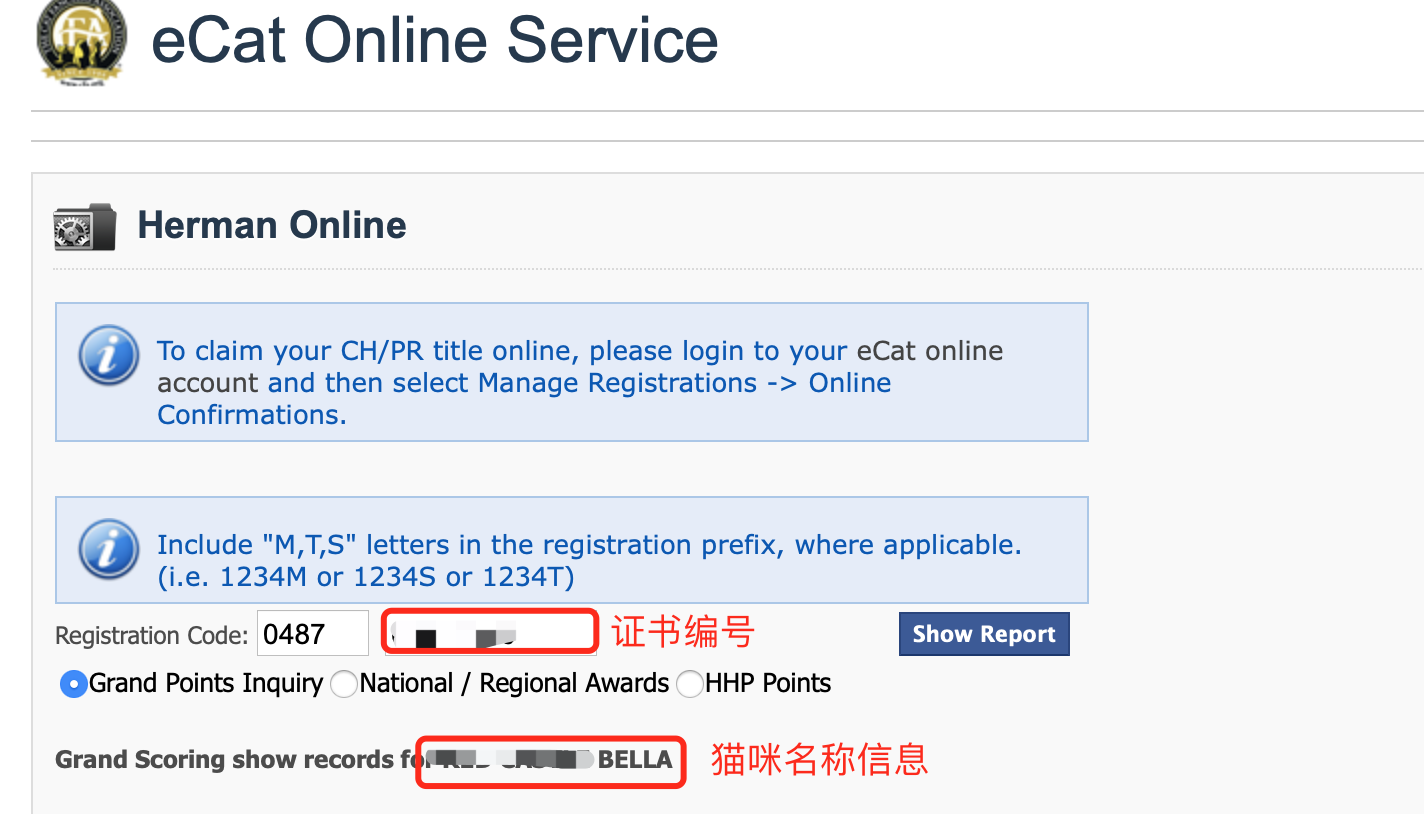 eCat Online Service
Herman Online
To claim your CH/PR title online, please login to your eCat online
account and then select Manage Registrations -> Online
Confirmations.
Include "M,T,S" letters in the registration prefix, where applicable.
(i.e. 1234M or 1234S or 1234T)
Registration Code: 0487 证书编号 Show Report
Grand Points Inquiry National / Regional Awards HHP Points
Grand Scoring show records for BELLA 猫咪名称信息